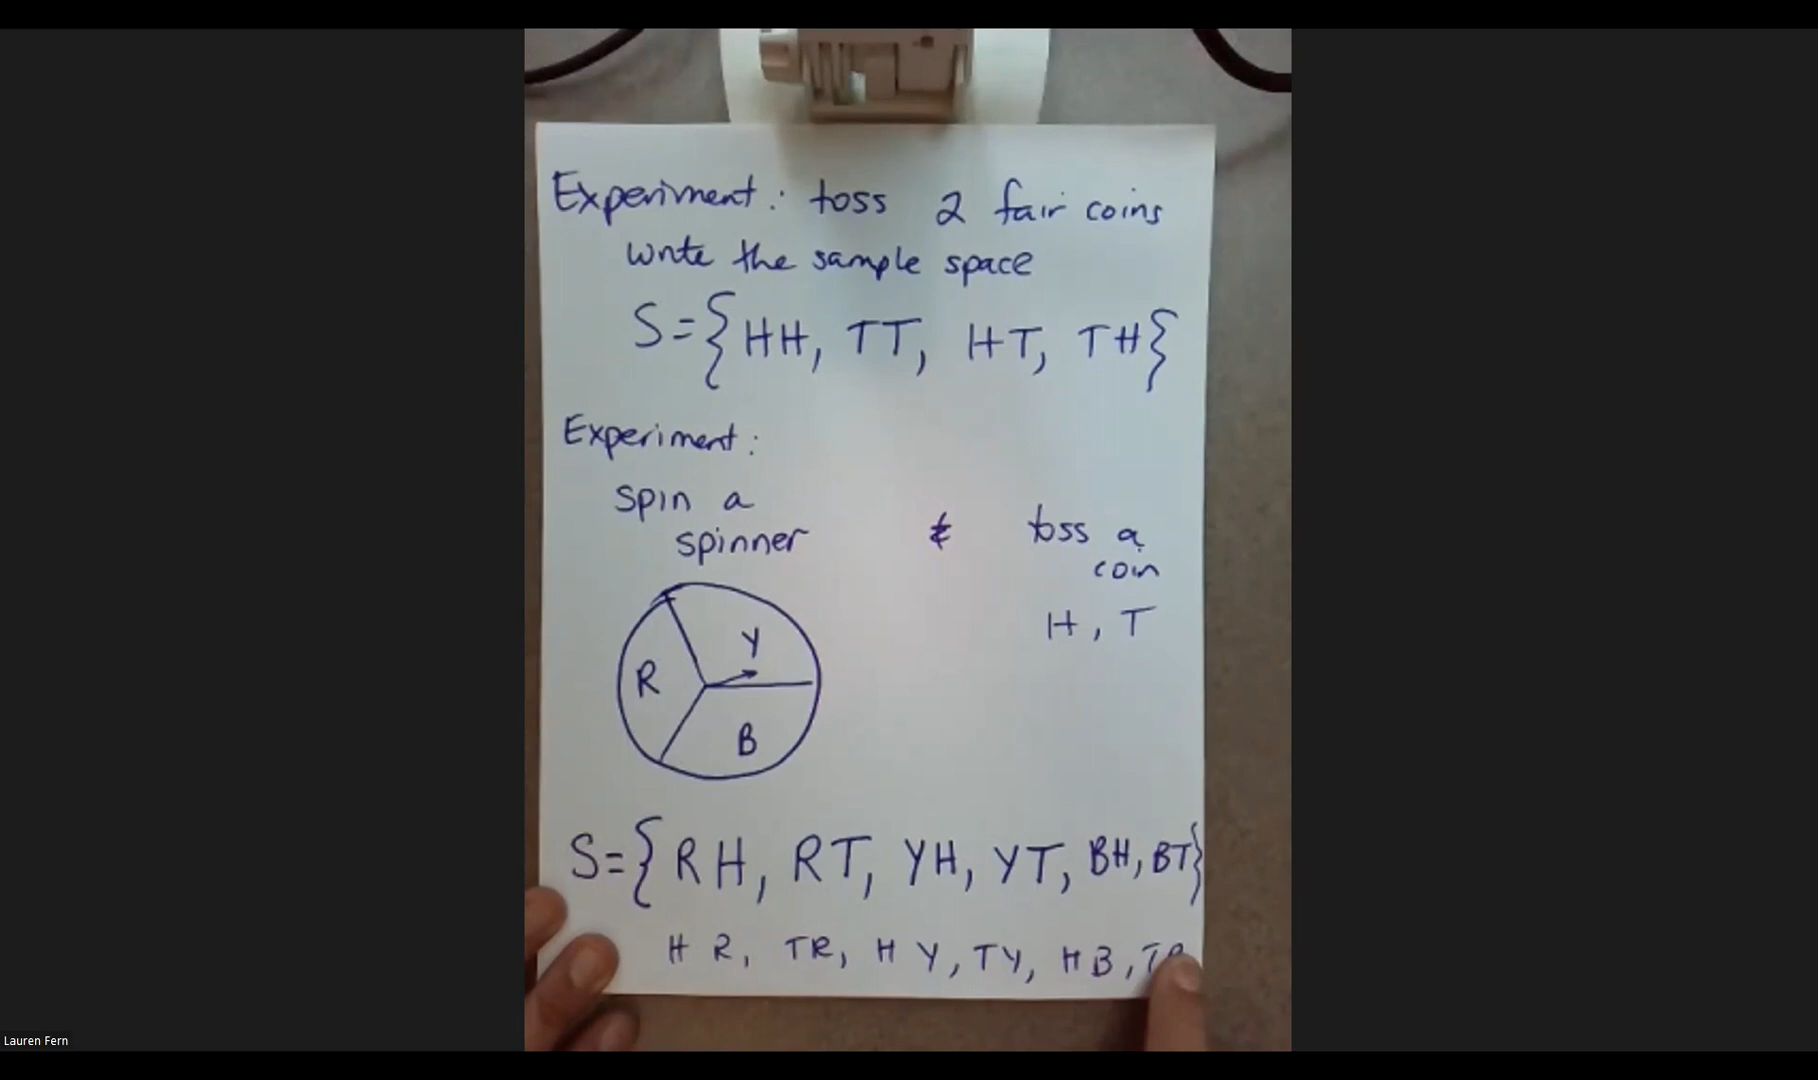 Experiment: toss 2 fair coins
write the sample space
S={HH, TT, HT, TH}
Experiment:
spin a
spinner
& toss a
coin
H, T
Y
R
B
S={RH, RT, YH, YT, BH, BT}
H R, TR, H Y, TY, H B,
Lauren Fern